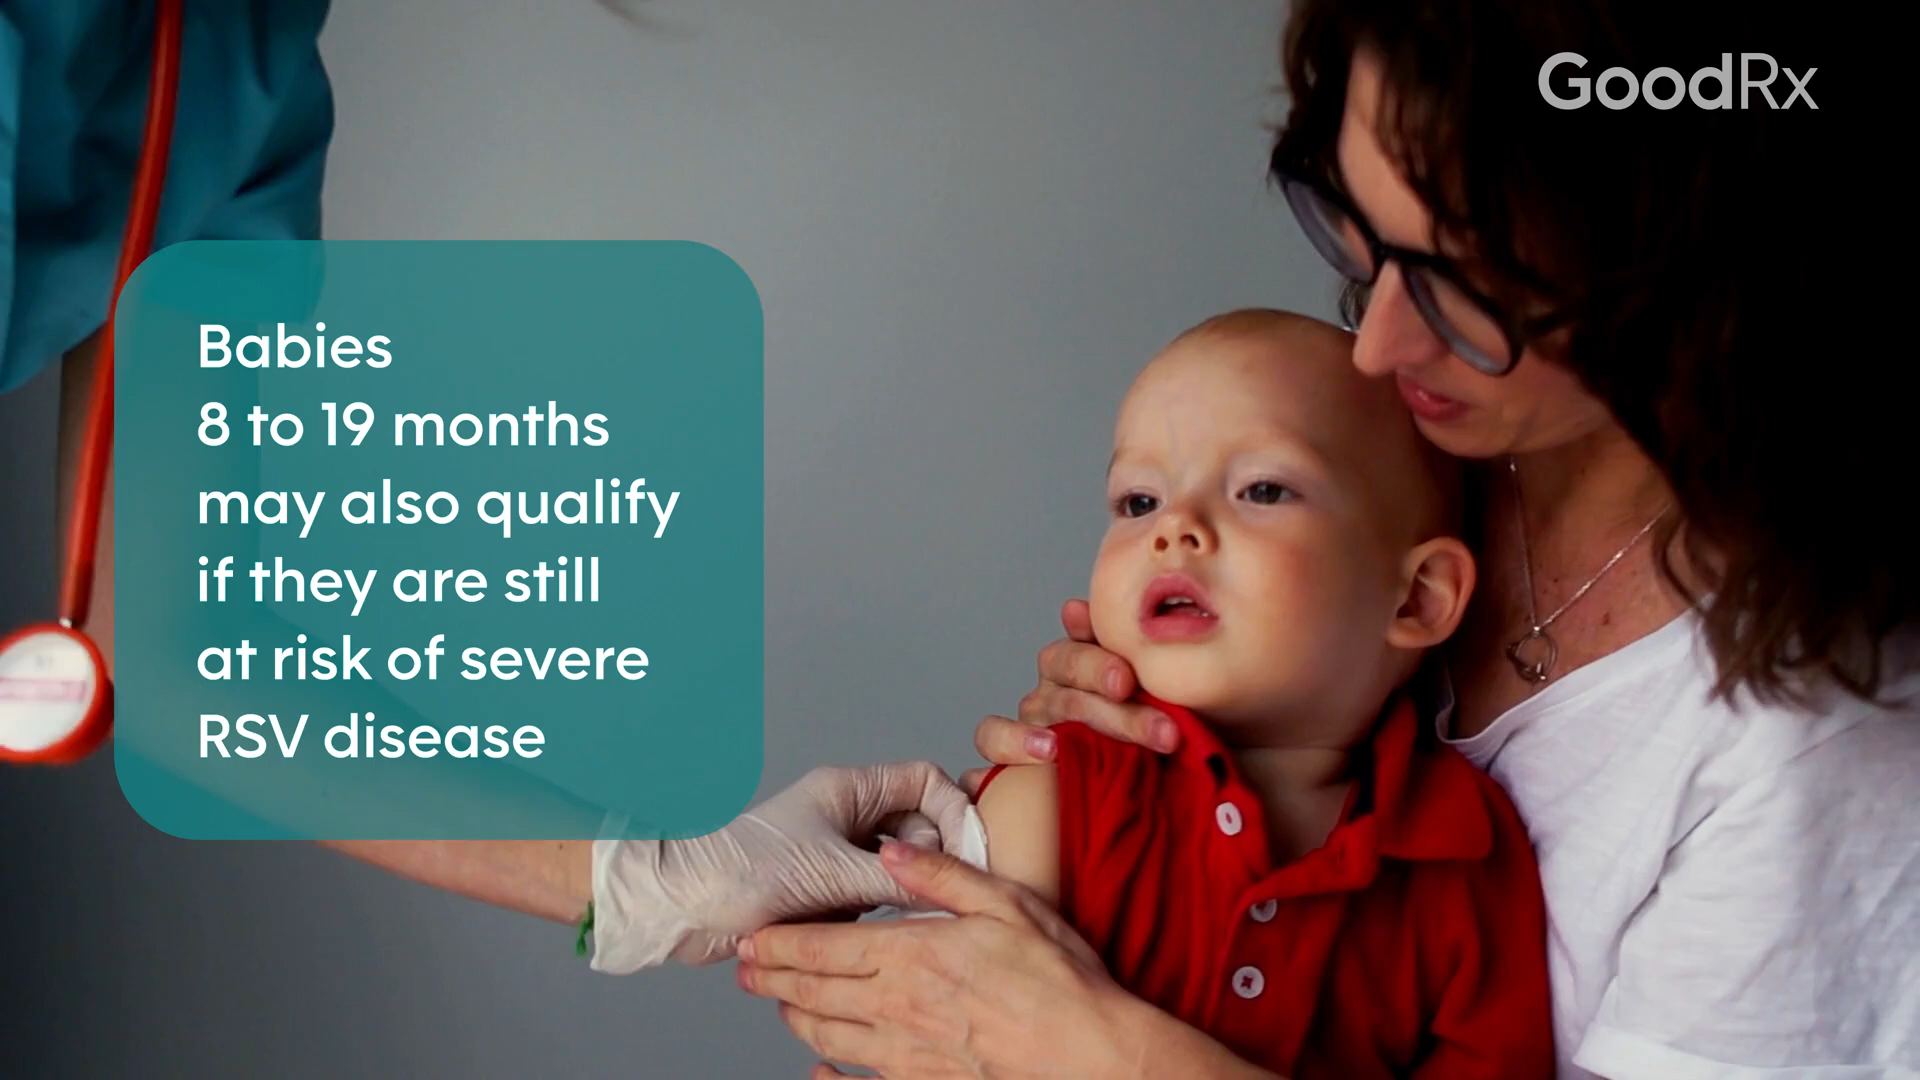 GoodRx
Babies
8 to 19 months
may also qualify
if they are still
at risk of severe
RSV disease